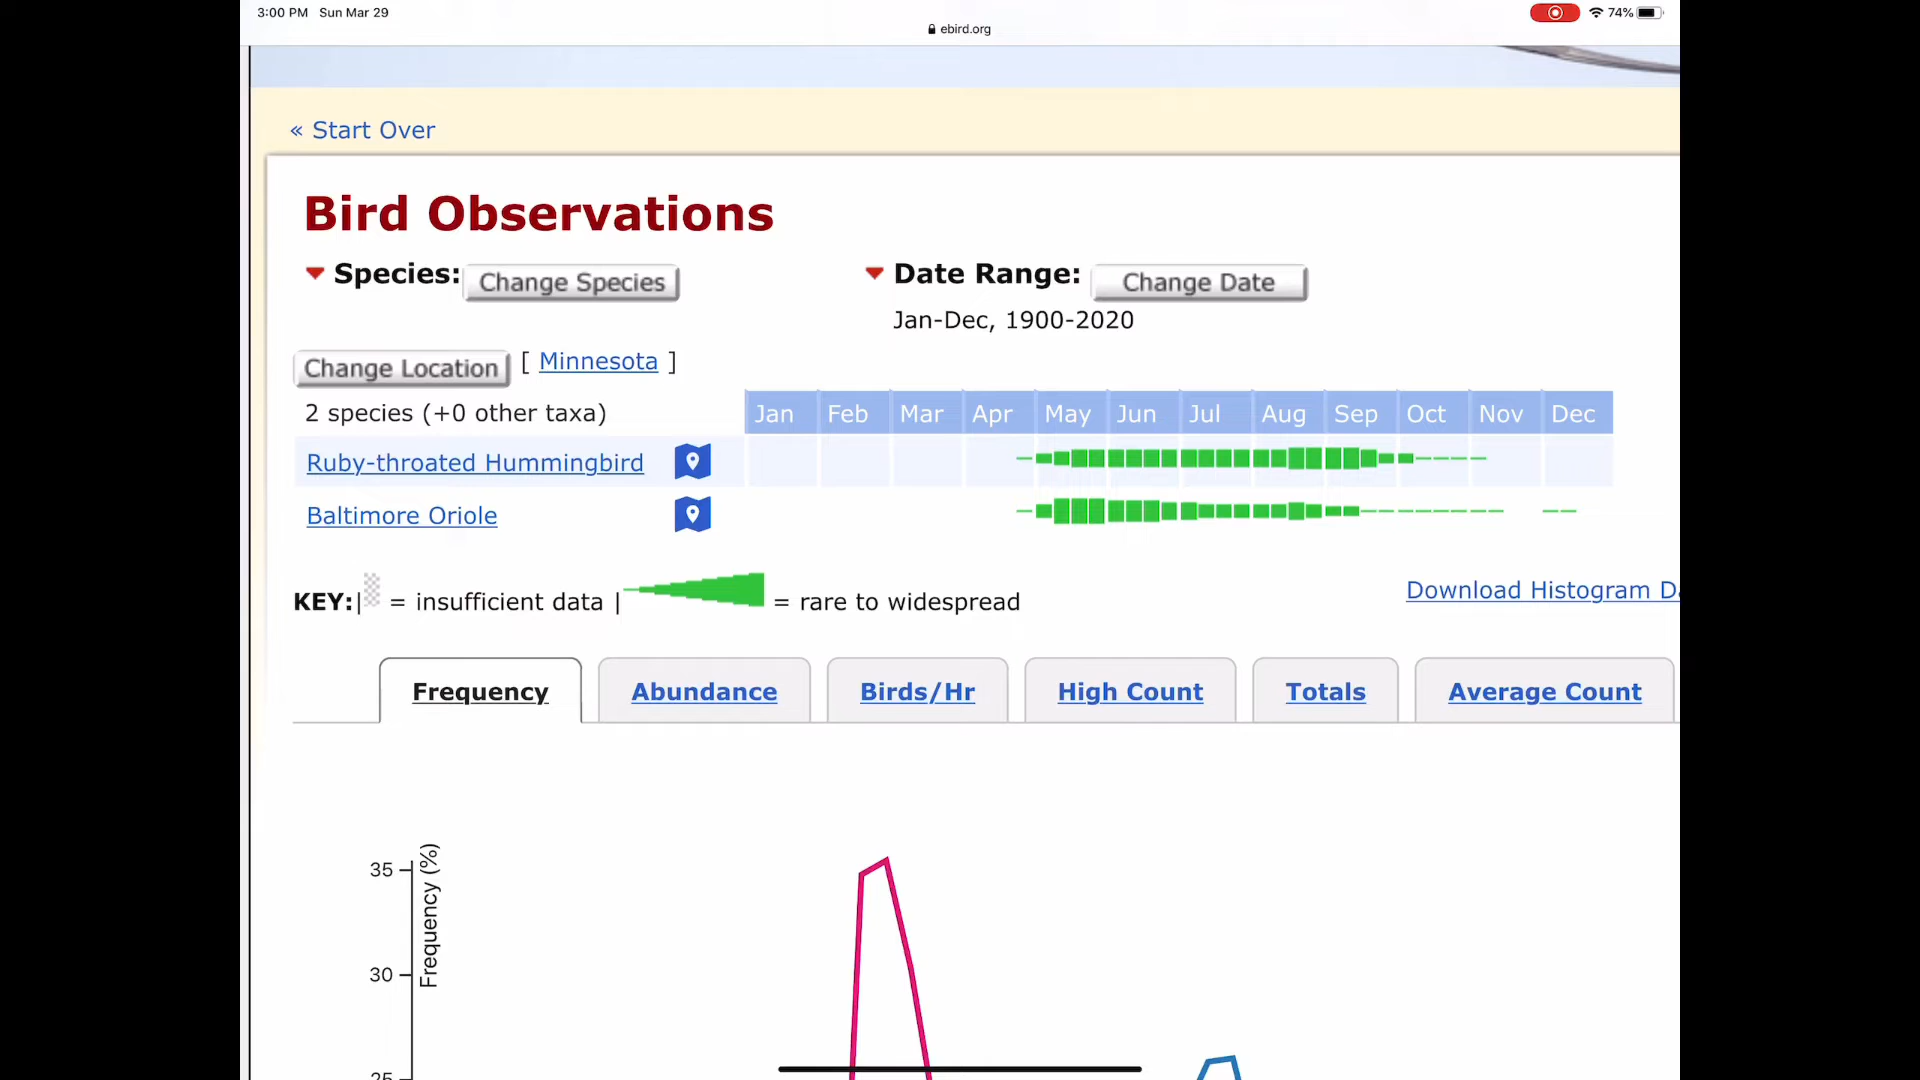 3:00 PM Sun Mar 29
74%
ebird.org
« Start Over
Bird Observations
Species: Change Species
Date Range: Change Date
Jan-Dec, 1900-2020
Change Location [ Minnesota ]
2 species (+0 other taxa) Jan Feb Mar Apr May Jun Jul Aug Sep Oct Nov Dec
Ruby-throated Hummingbird
Baltimore Oriole
KEY:| = insufficient data | = rare to widespread
Download Histogram D
Frequency Abundance Birds/Hr High Count Totals Average Count
Frequency (%)
35
30
25